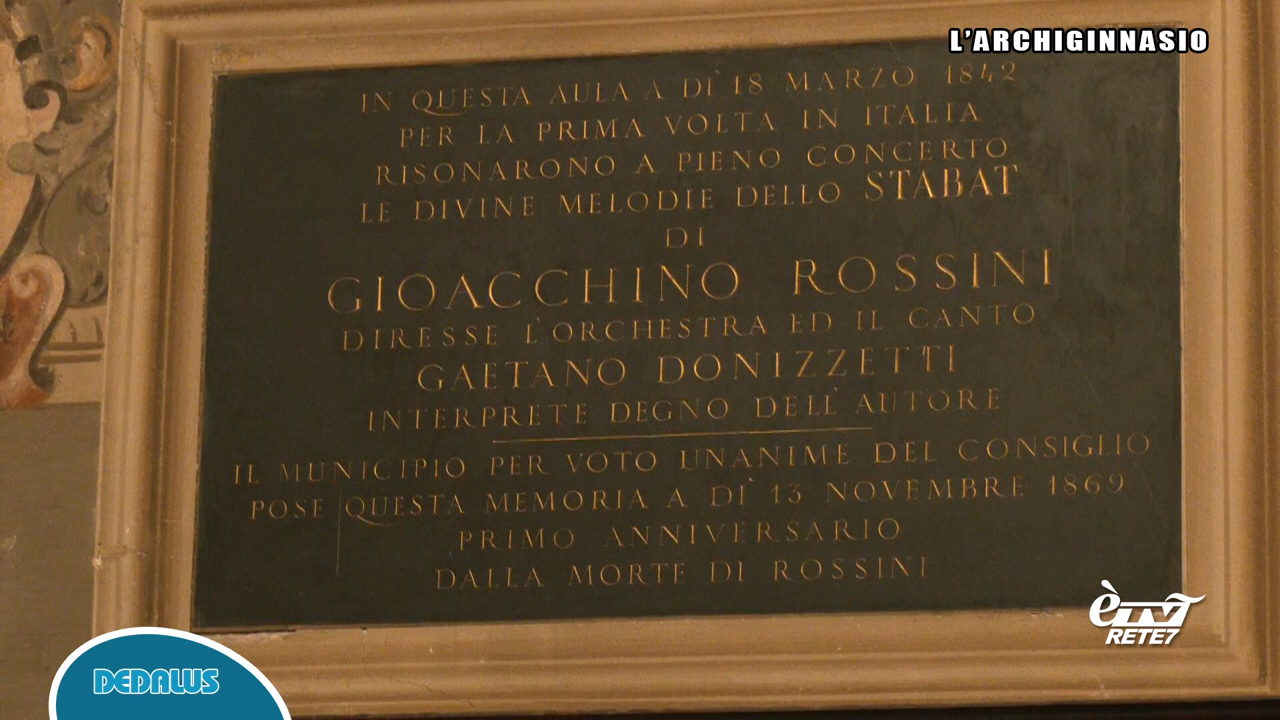 L'ARCHIGINNASIO
IN QUESTA AULA A DÌ 18 MARZO 1842
PER LA PRIMA VOLTA IN ITALIA
RISONARONO A PIENO CONCERTO
LE DIVINE MELODIE DELLO STABAT
DI
GIOACCHINO ROSSINI
DIRESSE L'ORCHESTRA ED IL CANTO
GAETANO DONIZZETTI
INTERPRETE DEGNO DELL'AUTORE
IL MUNICIPIO PER VOTO UNANIME DEL CONSIGLIO
POSE QUESTA MEMORIA A DÌ 13 NOVEMBRE 1869
PRIMO ANNIVERSARIO
DALLA MORTE DI ROSSINI
èTV
RETE7
DEDALUS